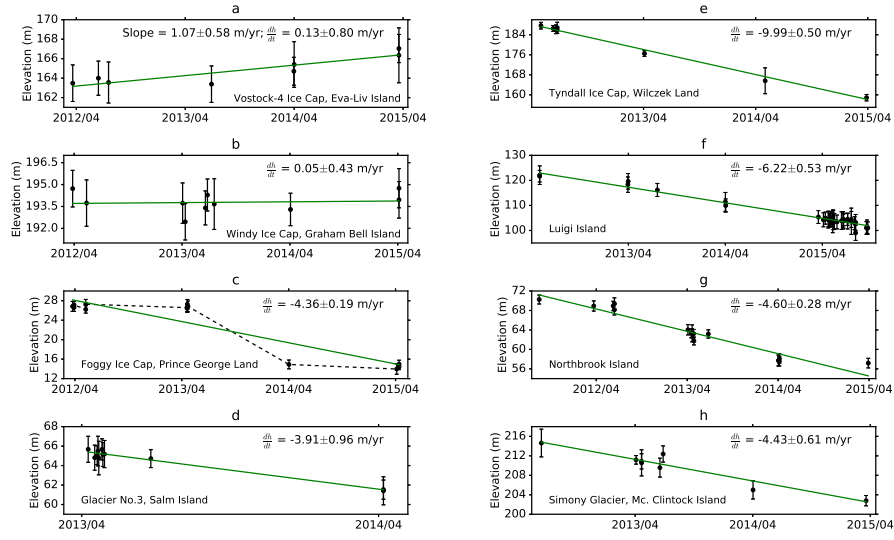 a
Elevation (m)
170
168
166
164
162
Slope = 1.07±0.58 m/yr; dh/dt = 0.13±0.80 m/yr
Vostock-4 Ice Cap, Eva-Liv Island
2012/04 2013/04 2014/04 2015/04
b
Elevation (m)
196.5
195.0
193.5
192.0
dh/dt = 0.05±0.43 m/yr
Windy Ice Cap, Graham Bell Island
2012/04 2013/04 2014/04 2015/04
c
Elevation (m)
28
24
20
16
12
dh/dt = -4.36±0.19 m/yr
Foggy Ice Cap, Prince George Land
2012/04 2013/04 2014/04 2015/04
d
Elevation (m)
68
66
64
62
60
dh/dt = -3.91±0.96 m/yr
Glacier No.3, Salm Island
2013/04 2014/04
e
Elevation (m)
184
176
168
160
dh/dt = -9.99±0.50 m/yr
Tyndall Ice Cap, Wilczek Land
2013/04 2014/04 2015/04
f
Elevation (m)
130
120
110
100
dh/dt = -6.22±0.53 m/yr
Luigi Island
2013/04 2014/04 2015/04
g
Elevation (m)
72
68
64
60
56
dh/dt = -4.60±0.28 m/yr
Northbrook Island
2012/04 2013/04 2014/04 2015/04
h
Elevation (m)
216
212
208
204
200
dh/dt = -4.43±0.61 m/yr
Simony Glacier, Mc. Clintock Island
2013/04 2014/04 2015/04